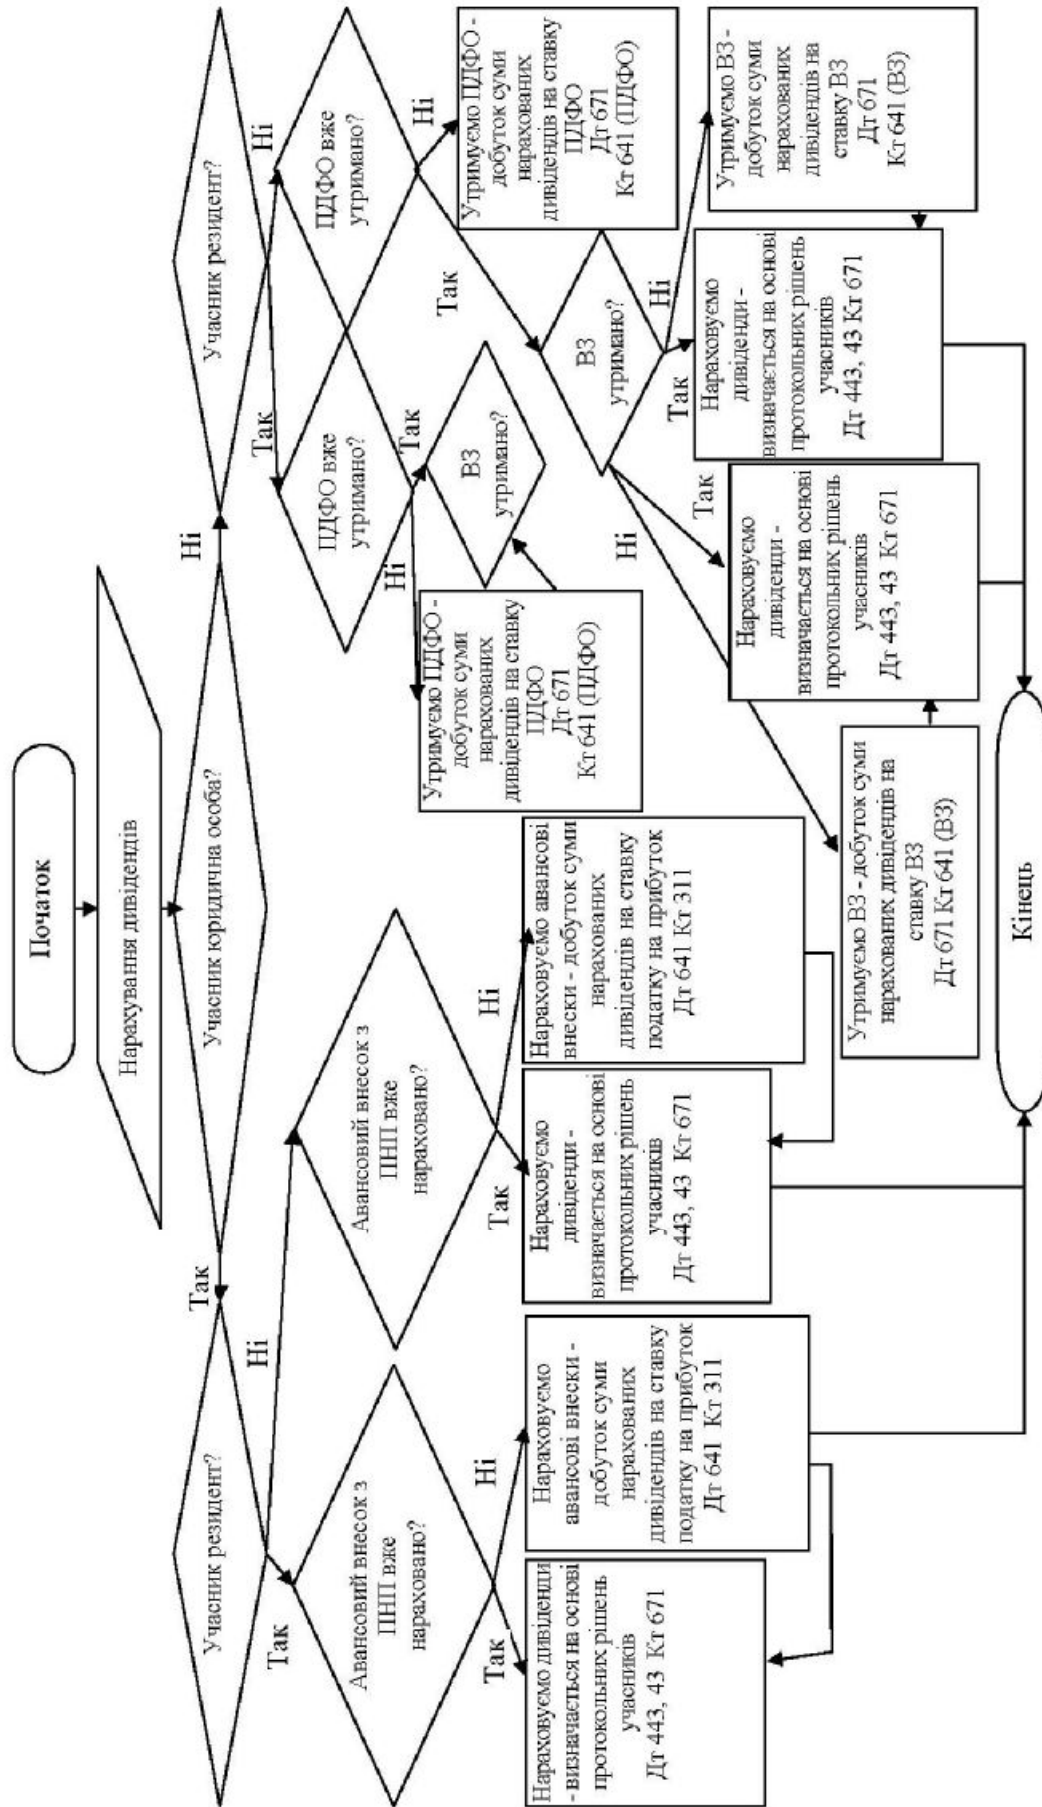 Початок
Нарахування дивідендів
Учасник юридична особа?
Так
Ні
Учасник резидент?
Так
Ні
Авансовий внесок з
ПНП вже
нараховано?
Так
Ні
Нараховуємо дивіденди
- визначається на основі
протокольних рішень
учасників
Дт 443, 43 Кт 671
Нараховуємо
авансові внески -
добуток суми
нарахованих
дивідендів на ставку
податку на прибуток
Дт 641 Кт 311
Авансовий внесок з
ПНП вже
нараховано?
Так
Ні
Нараховуємо
дивіденди -
визначається на основі
протокольних рішень
учасників
Дт 443, 43 Кт 671
Нараховуємо авансові
внески - добуток суми
нарахованих
дивідендів на ставку
податку на прибуток
Дт 641 Кт 311
Учасник резидент?
Так
Ні
ПДФО вже
утримано?
Ні
Так
Утримуємо ПДФО -
добуток суми
нарахованих
дивідендів на ставку
ПДФО
Дт 671
Кт 641 (ПДФО)
ВЗ
утримано?
ПДФО вже
утримано?
Так
Ні
Утримуємо ПДФО -
добуток суми
нарахованих
дивідендів на ставку
ПДФО
Дт 671
Кт 641 (ПДФО)
ВЗ
утримано?
Ні
Так
Так
Ні
Утримуємо ВЗ - добуток суми
нарахованих дивідендів на
ставку ВЗ
Дт 671 Кт 641 (ВЗ)
Нараховуємо
дивіденди -
визначається на основі
протокольних рішень
учасників
Дт 443, 43 Кт 671
Нараховуємо
дивіденди -
визначається на основі
протокольних рішень
учасників
Дт 443, 43 Кт 671
Утримуємо ВЗ -
добуток суми
нарахованих
дивідендів на
ставку ВЗ
Дт 671
Кт 641 (ВЗ)
Кінець